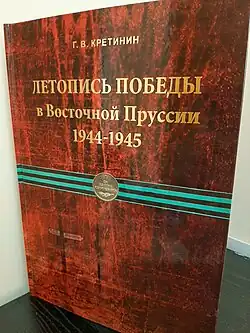 Г. В. КРЕТИНИН
ЛЕТОПИСЬ ПОБЕДЫ
в Восточной Пруссии
1944-1945